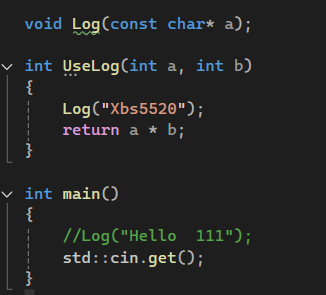 void Log(const char* a);
int UseLog(int a, int b)
{
Log("Xbs5520");
return a * b;
}
int main()
{
//Log("Hello  111");
std::cin.get();
}